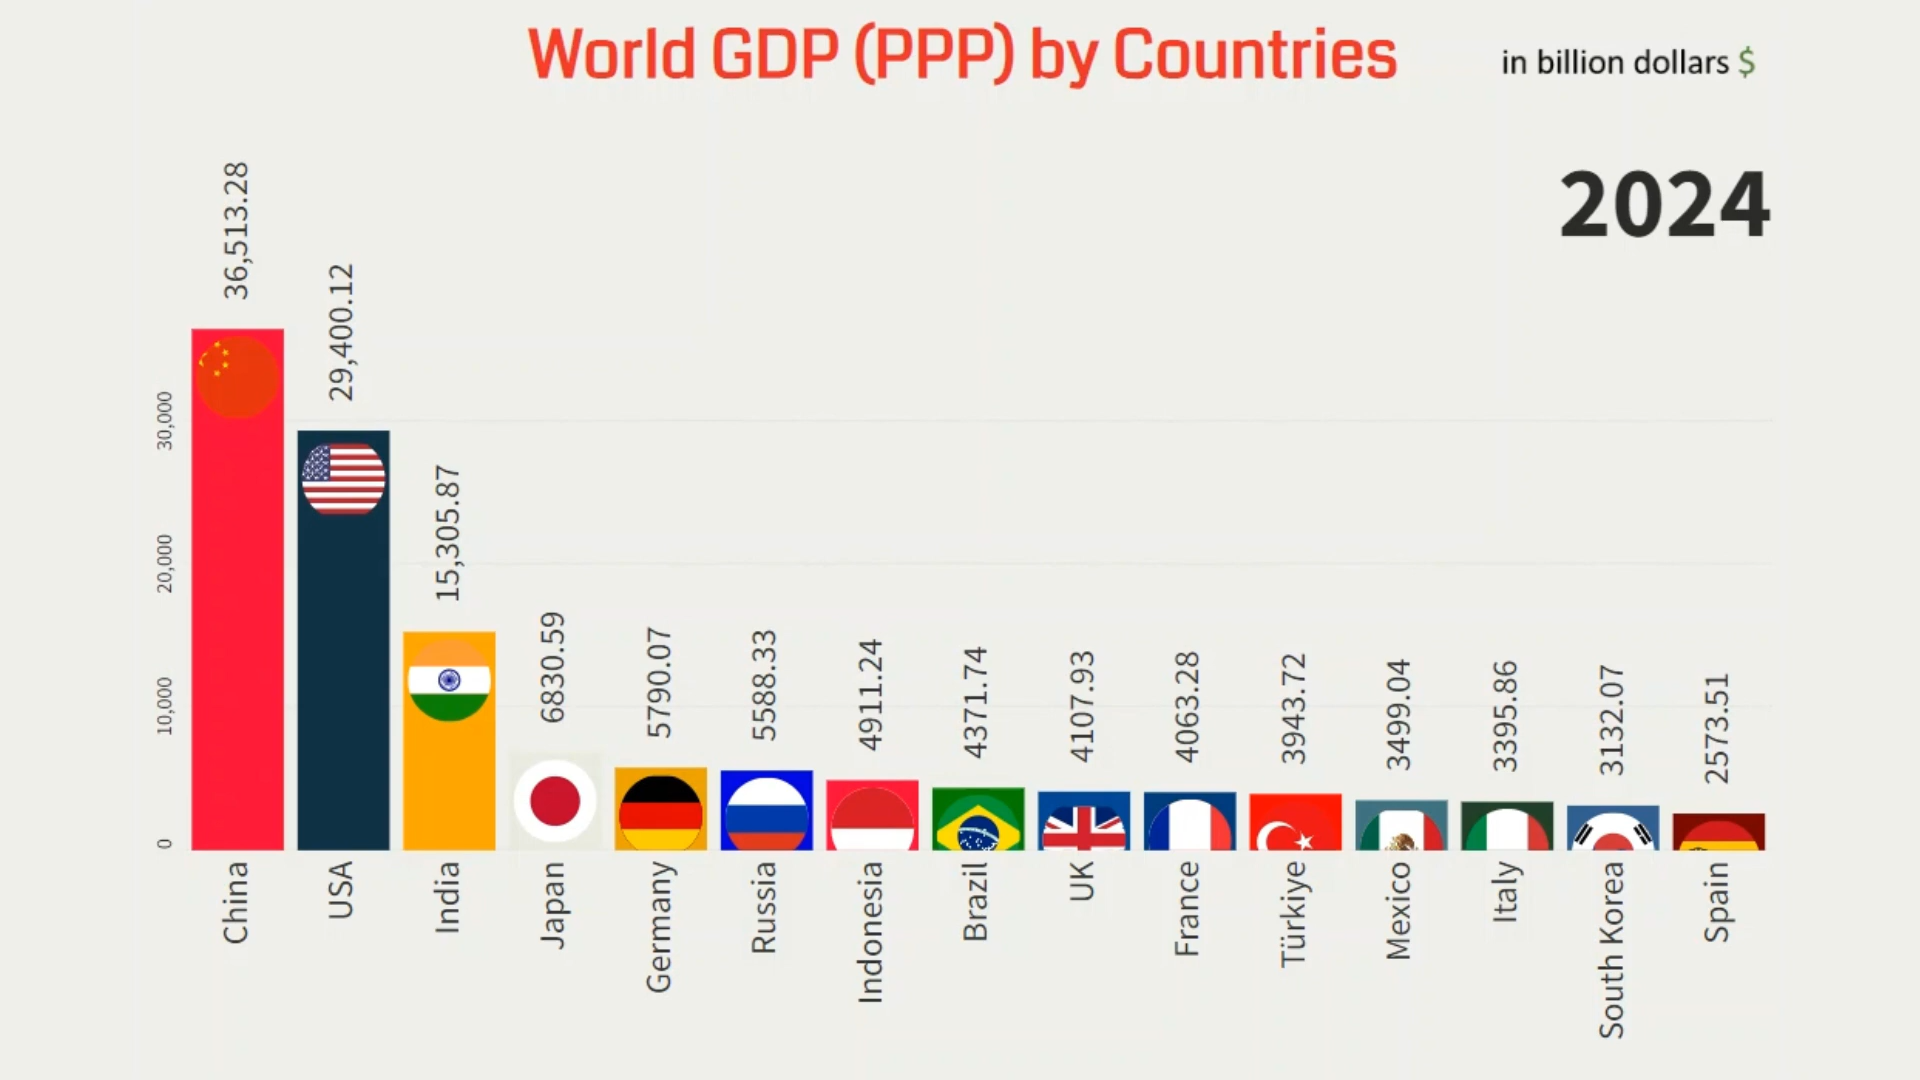 World GDP (PPP) by Countries
in billion dollars $
2024
36,513.28
29,400.12
15,305.87
6830.59
5790.07
5588.33
4911.24
4371.74
4107.93
4063.28
3943.72
3499.04
3395.86
3132.07
2573.51
30,000
20,000
10,000
0
China
USA
India
Japan
Germany
Russia
Indonesia
Brazil
UK
France
Türkiye
Mexico
Italy
South Korea
Spain